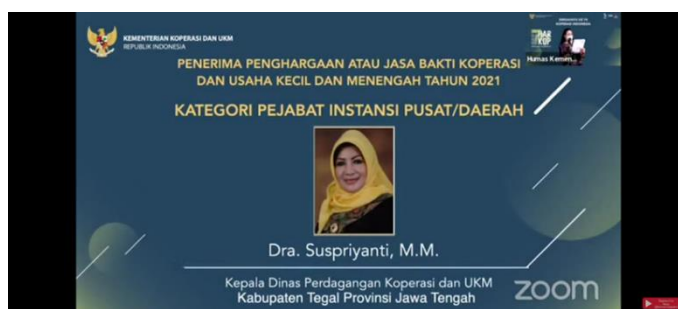 KEMENTERIAN KOPERASI DAN UKM
REPUBLIK INDONESIA
Humas Kemen...
PENERIMA PENGHARGAAN ATAU JASA BAKTI KOPERASI
DAN USAHA KECIL DAN MENENGAH TAHUN 2021
KATEGORI PEJABAT INSTANSI PUSAT/DAERAH
Dra. Suspriyanti, M.M.
Kepala Dinas Perdagangan Koperasi dan UKM
Kabupaten Tegal Provinsi Jawa Tengah
zoom